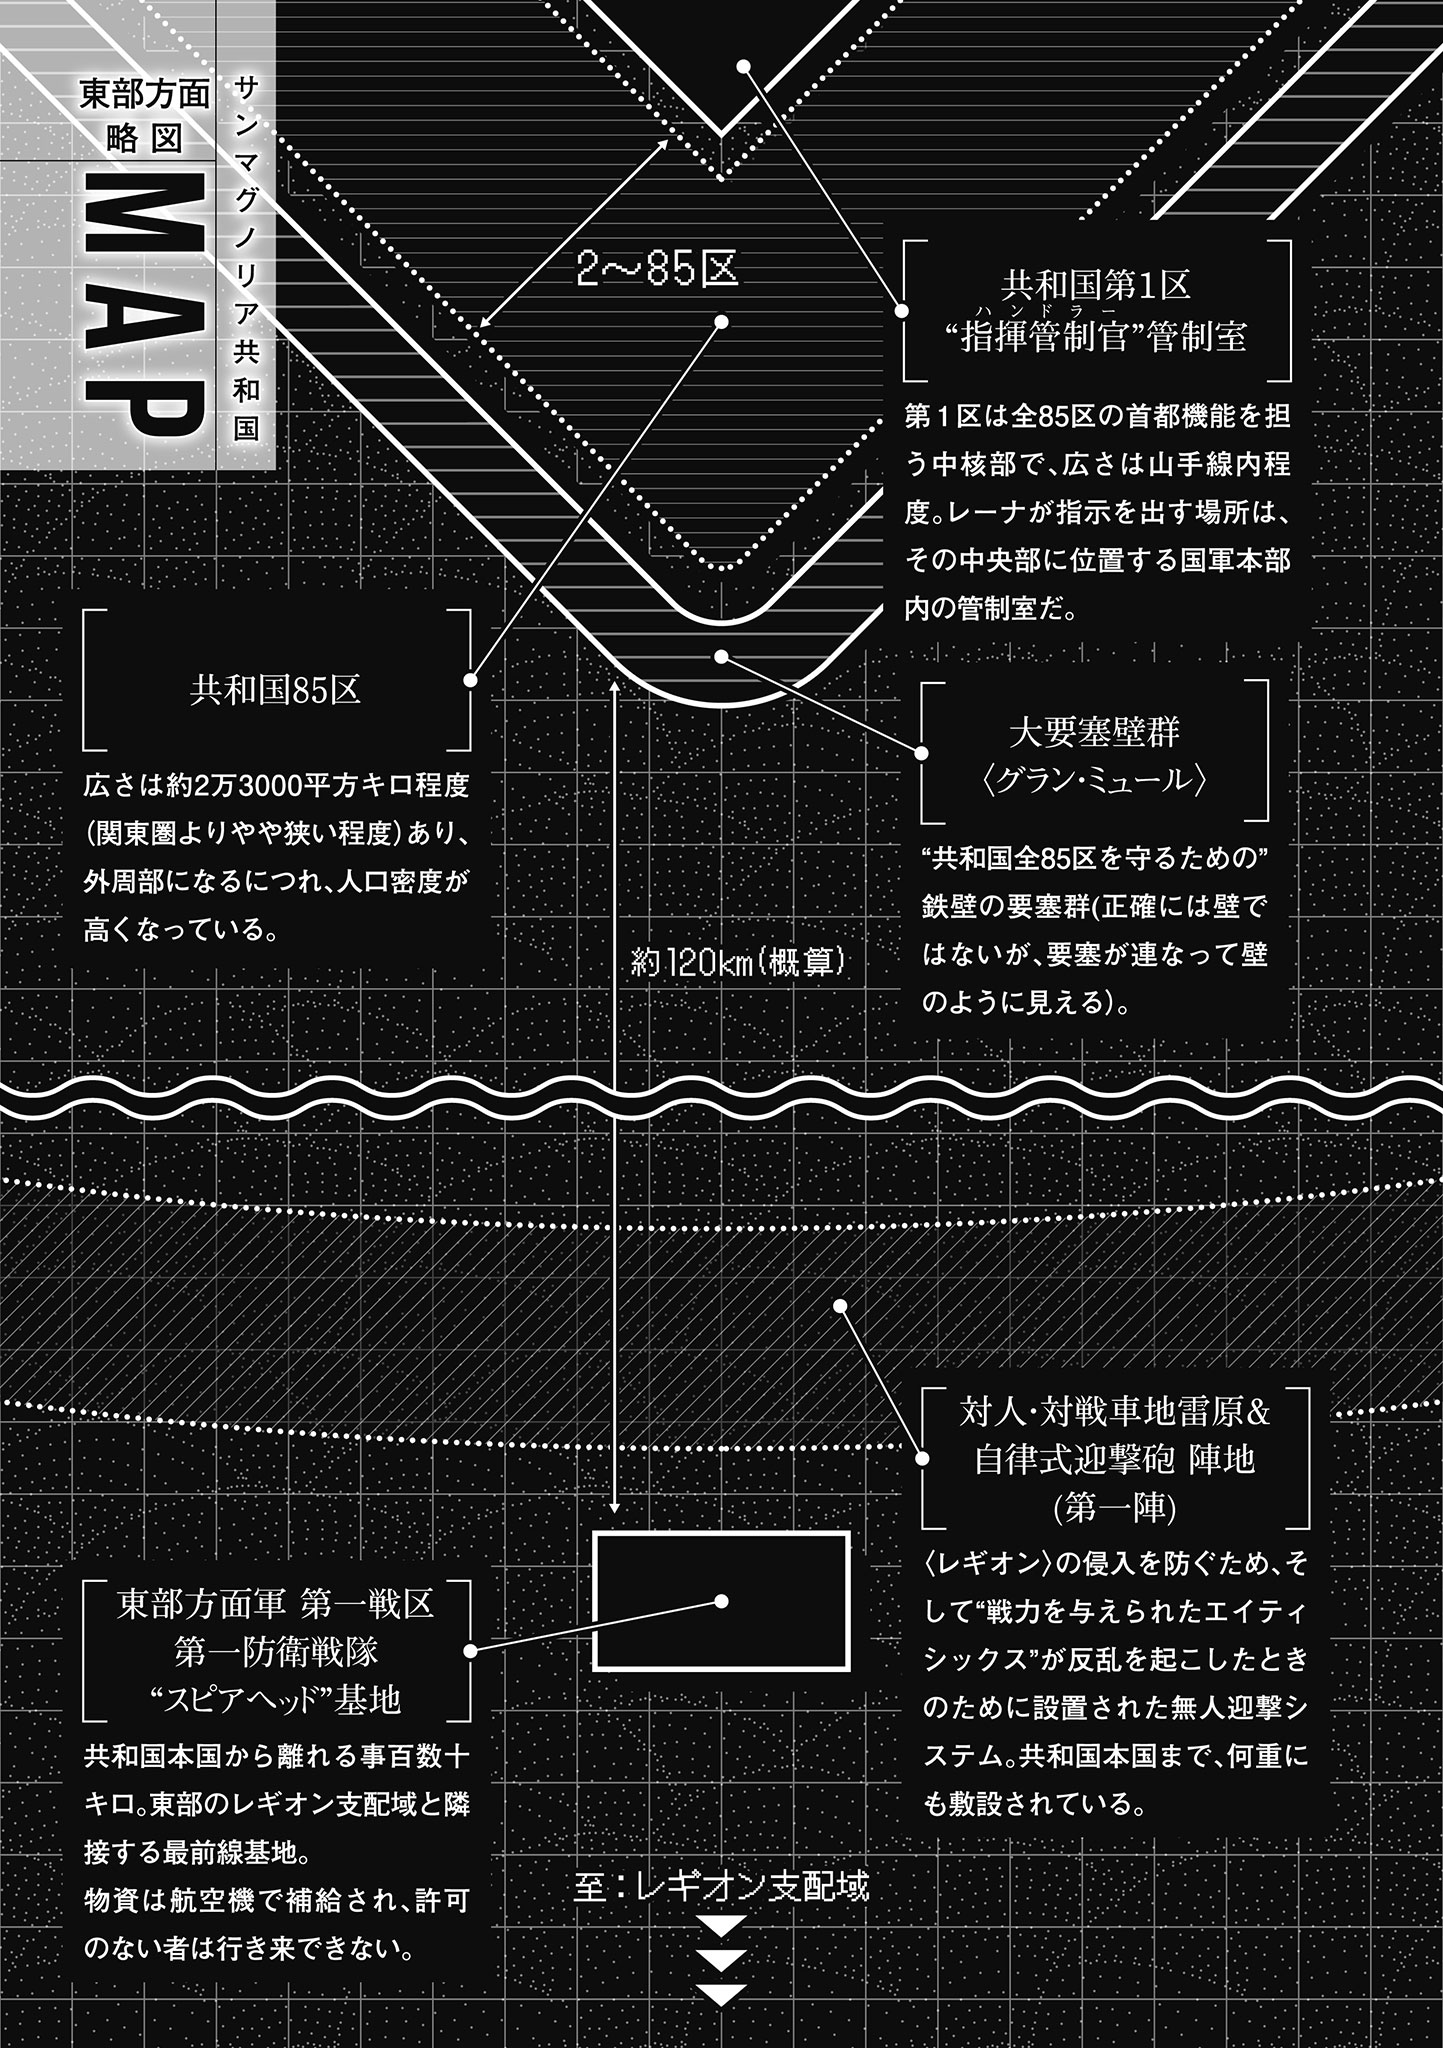 サンマグノリア共和国
東部方面
略図
MAP
2〜85区
共和国第1区
ハンドラー
“指揮管制官”管制室
第１区は全85区の首都機能を担
う中核部で、広さは山手線内程
度。レーナが指示を出す場所は、
その中央部に位置する国軍本部
内の管制室だ。
共和国85区
広さは約2万3000平方キロ程度
（関東圏よりやや狭い程度）あり、
外周部になるにつれ、人口密度が
高くなっている。
大要塞壁群
〈グラン・ミュール〉
“共和国全85区を守るための”
鉄壁の要塞群(正確には壁で
はないが、要塞が連なって壁
のように見える)。
約120km(概算)
対人・対戦車地雷原＆
自律式迎撃砲 陣地
(第一陣)
〈レギオン〉の侵入を防ぐため、そ
して“戦力を与えられたエイティ
シックス”が反乱を起こしたとき
のために設置された無人迎撃シ
ステム。共和国本国まで、何重に
も敷設されている。
東部方面軍 第一戦区
第一防衛戦隊
“スピアヘッド”基地
共和国本国から離れる事百数十
キロ。東部のレギオン支配域と隣
接する最前線基地。
物資は航空機で補給され、許可
のない者は行き来できない。
至：レギオン支配域